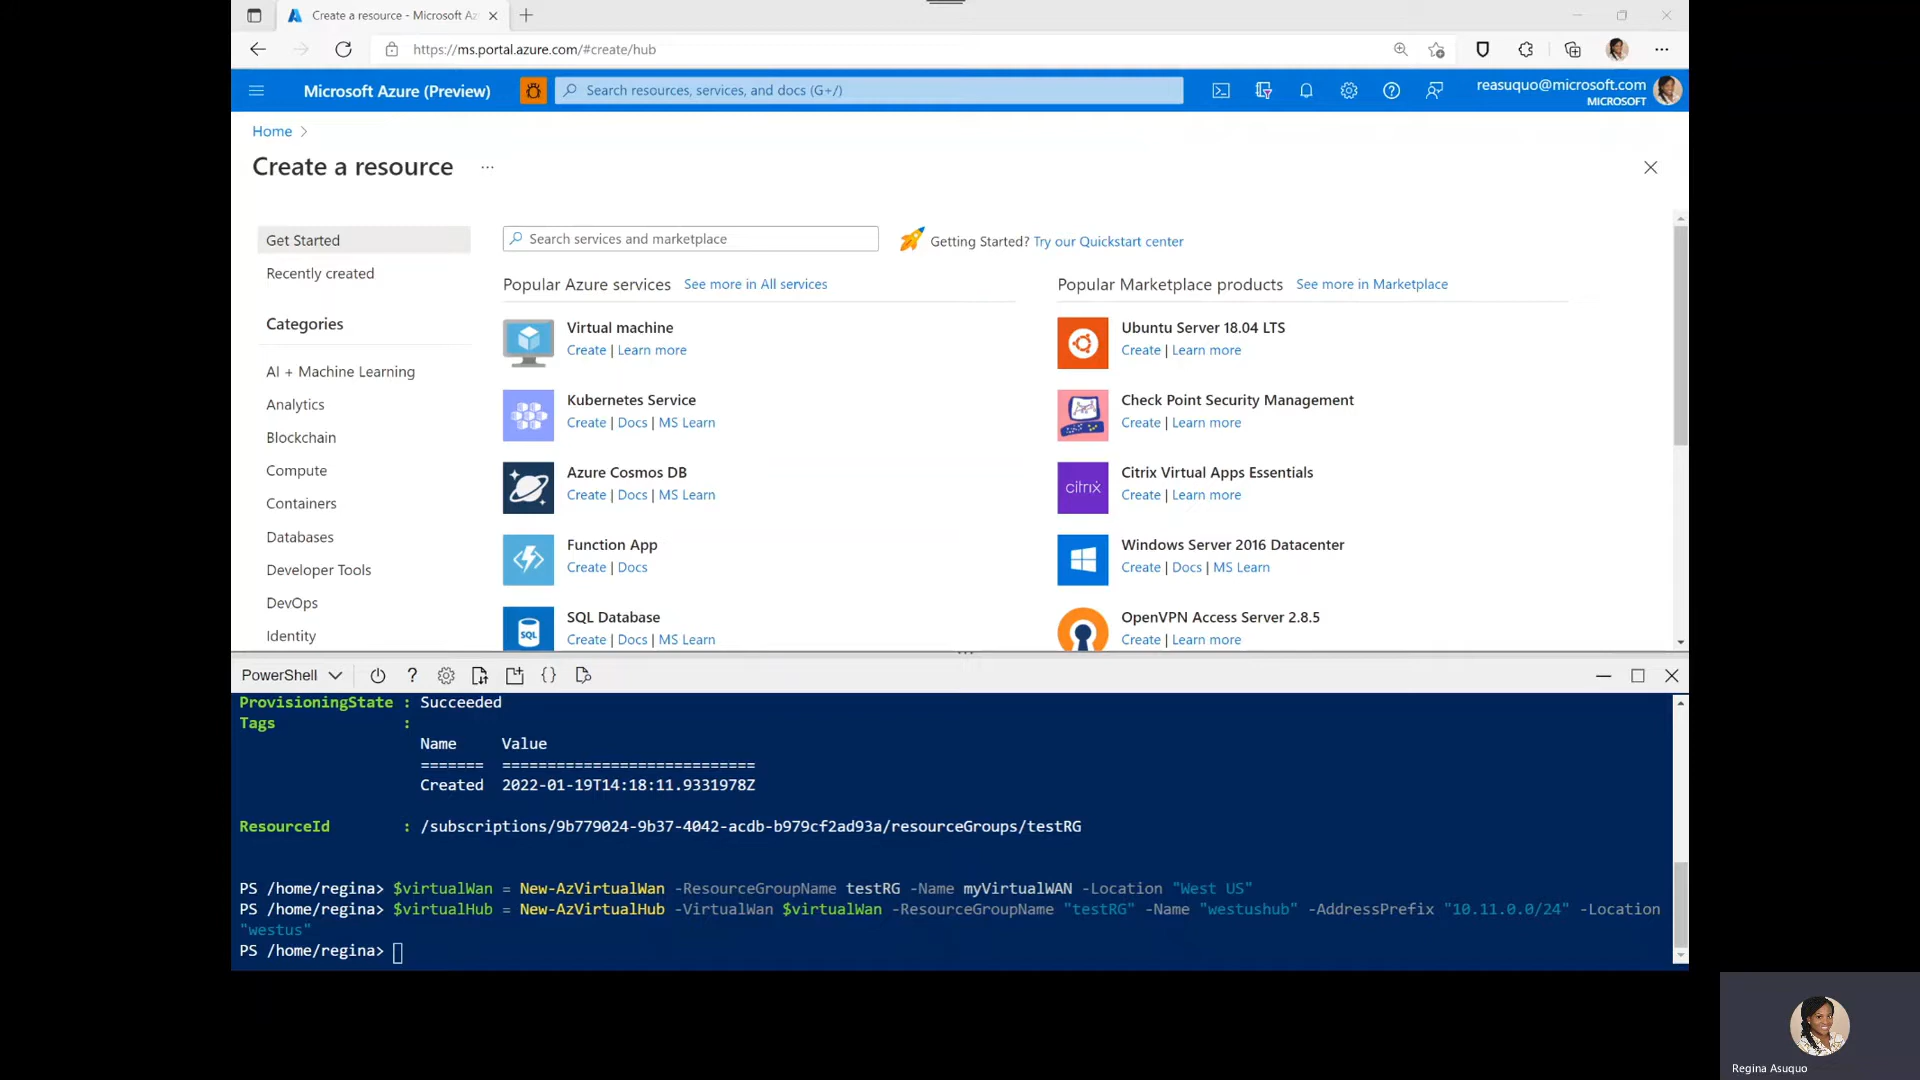 Create a resource - Microsoft Az
https://ms.portal.azure.com/#create/hub
Microsoft Azure (Preview)
Search resources, services, and docs (G+/)
reasuquo@microsoft.com
MICROSOFT
Home >
Create a resource ...
Get Started
Recently created
Categories
AI + Machine Learning
Analytics
Blockchain
Compute
Containers
Databases
Developer Tools
DevOps
Identity
Search services and marketplace
Getting Started? Try our Quickstart center
Popular Azure services See more in All services
Virtual machine
Create | Learn more
Kubernetes Service
Create | Docs | MS Learn
Azure Cosmos DB
Create | Docs | MS Learn
Function App
Create | Docs
SQL
SQL Database
Create | Docs | MS Learn
Popular Marketplace products See more in Marketplace
Ubuntu Server 18.04 LTS
Create | Learn more
Check Point Security Management
Create | Learn more
citrix
Citrix Virtual Apps Essentials
Create | Learn more
Windows Server 2016 Datacenter
Create | Docs | MS Learn
OpenVPN Access Server 2.8.5
Create | Learn more
PowerShell
ProvisioningState : Succeeded
Tags :
Name Value
======= ============================
Created 2022-01-19T14:18:11.9331978Z
ResourceId : /subscriptions/9b779024-9b37-4042-acdb-b979cf2ad93a/resourceGroups/testRG
PS /home/regina> $virtualWan = New-AzVirtualWan -ResourceGroupName testRG -Name myVirtualWAN -Location "West US"
PS /home/regina> $virtualHub = New-AzVirtualHub -VirtualWan $virtualWan -ResourceGroupName "testRG" -Name "westushub" -AddressPrefix "10.11.0.0/24" -Location
"westus"
PS /home/regina>
Regina Asuquo